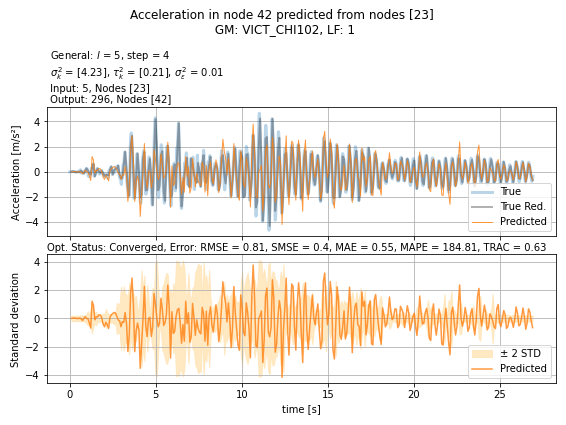 Acceleration in node 42 predicted from nodes [23]
GM: VICT_CHI102, LF: 1
General: l = 5, step = 4
σ²ₖ = [4.23], τ²ₖ = [0.21], σ²ε = 0.01
Input: 5, Nodes [23]
Output: 296, Nodes [42]
Acceleration [m/s²]
4
2
0
−2
−4
True
True Red.
Predicted
Opt. Status: Converged, Error: RMSE = 0.81, SMSE = 0.4, MAE = 0.55, MAPE = 184.81, TRAC = 0.63
Standard deviation
4
2
0
−2
−4
± 2 STD
Predicted
0 5 10 15 20 25
time [s]